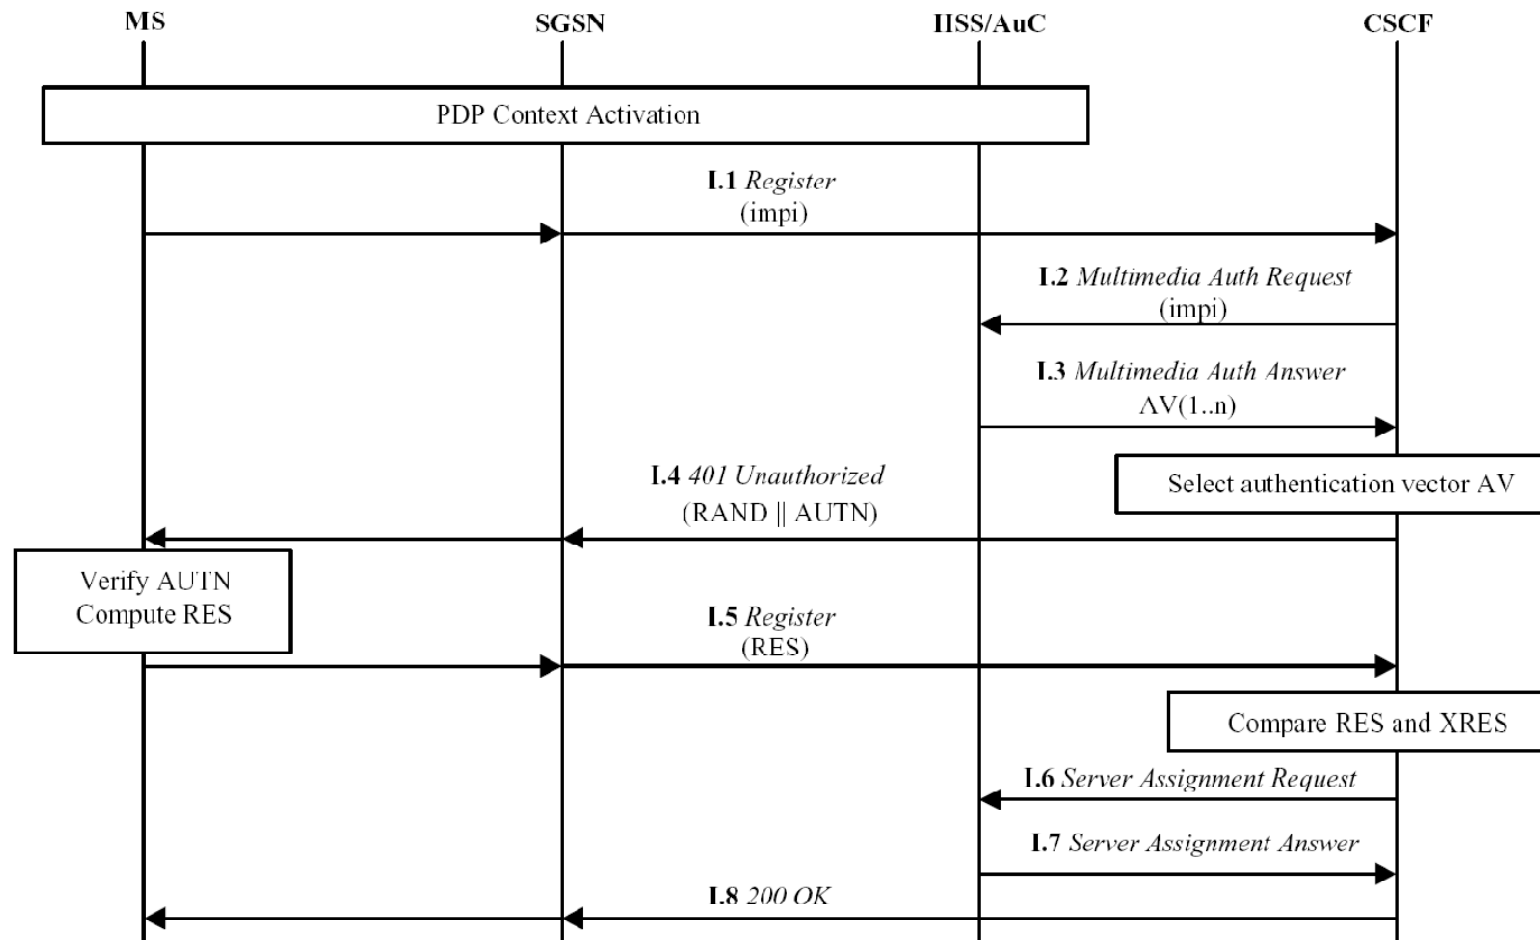 MS SGSN HSS/AuC CSCF
PDP Context Activation
I.1 Register
(impi)
I.2 Multimedia Auth Request
(impi)
I.3 Multimedia Auth Answer
AV(1..n)
I.4 401 Unauthorized
(RAND || AUTN)
Select authentication vector AV
Verify AUTN
Compute RES
I.5 Register
(RES)
Compare RES and XRES
I.6 Server Assignment Request
I.7 Server Assignment Answer
I.8 200 OK